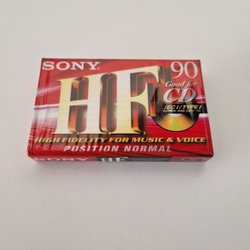 SONY
90
Good for
CD
HF
IEC I / TYPE I
HIGH FIDELITY FOR MUSIC & VOICE
POSITION NORMAL
SONY